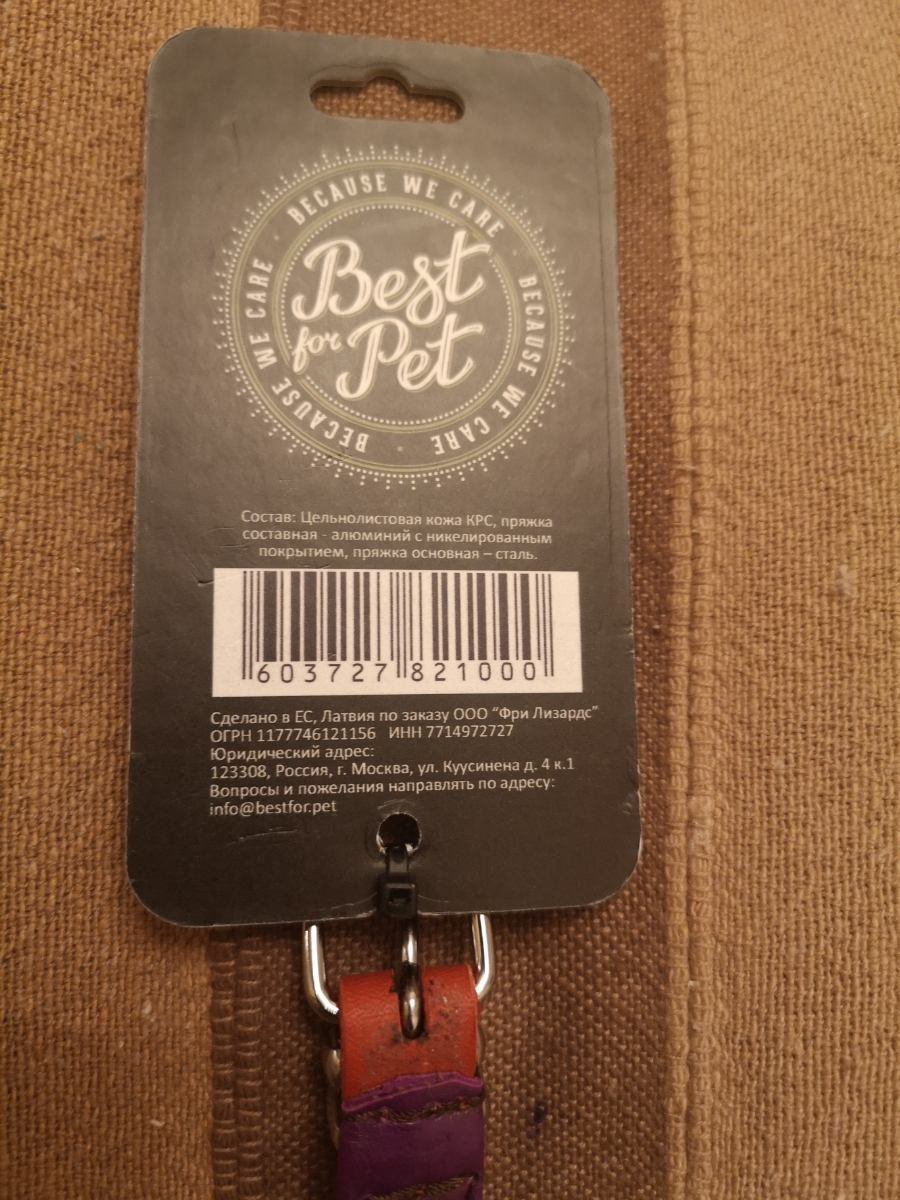 BECAUSE WE CARE · BECAUSE WE CARE · BECAUSE WE CARE ·
Best
for Pet
Состав: Цельнолистовая кожа КРС, пряжка
составная - алюминий с никелированным
покрытием, пряжка основная – сталь.
603727 821000
Сделано в ЕС, Латвия по заказу ООО “Фри Лизардс”
ОГРН 1177746121156 ИНН 7714972727
Юридический адрес:
123308, Россия, г. Москва, ул. Куусинена д. 4 к.1
Вопросы и пожелания направлять по адресу:
info@bestfor.pet